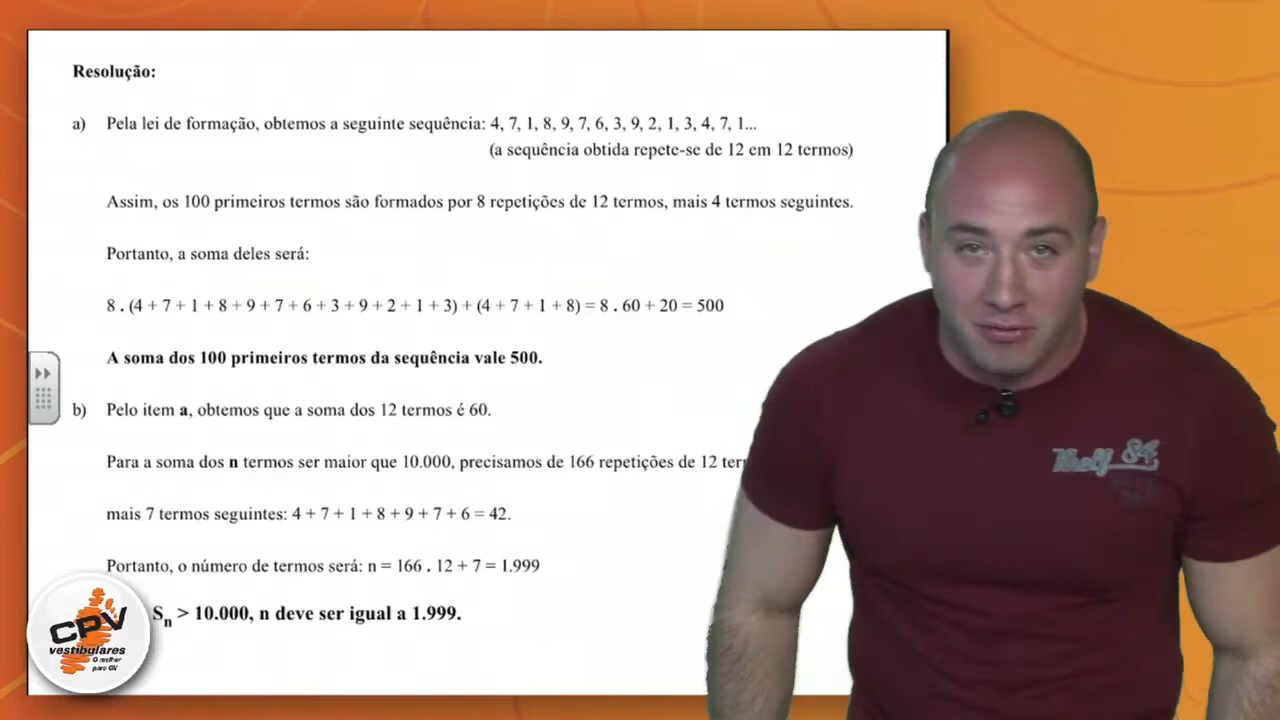 Resolução:
a) Pela lei de formação, obtemos a seguinte sequência: 4, 7, 1, 8, 9, 7, 6, 3, 9, 2, 1, 3, 4, 7, 1...
(a sequência obtida repete-se de 12 em 12 termos)
Assim, os 100 primeiros termos são formados por 8 repetições de 12 termos, mais 4 termos seguintes.
Portanto, a soma deles será:
8 . (4 + 7 + 1 + 8 + 9 + 7 + 6 + 3 + 9 + 2 + 1 + 3) + (4 + 7 + 1 + 8) = 8 . 60 + 20 = 500
A soma dos 100 primeiros termos da sequência vale 500.
b) Pelo item a, obtemos que a soma dos 12 termos é 60.
Para a soma dos n termos ser maior que 10.000, precisamos de 166 repetições de 12
mais 7 termos seguintes: 4 + 7 + 1 + 8 + 9 + 7 + 6 = 42.
Portanto, o número de termos será: n = 166 . 12 + 7 = 1.999
Sn > 10.000, n deve ser igual a 1.999.
CPV
vestibulares
O melhor
para GV
84